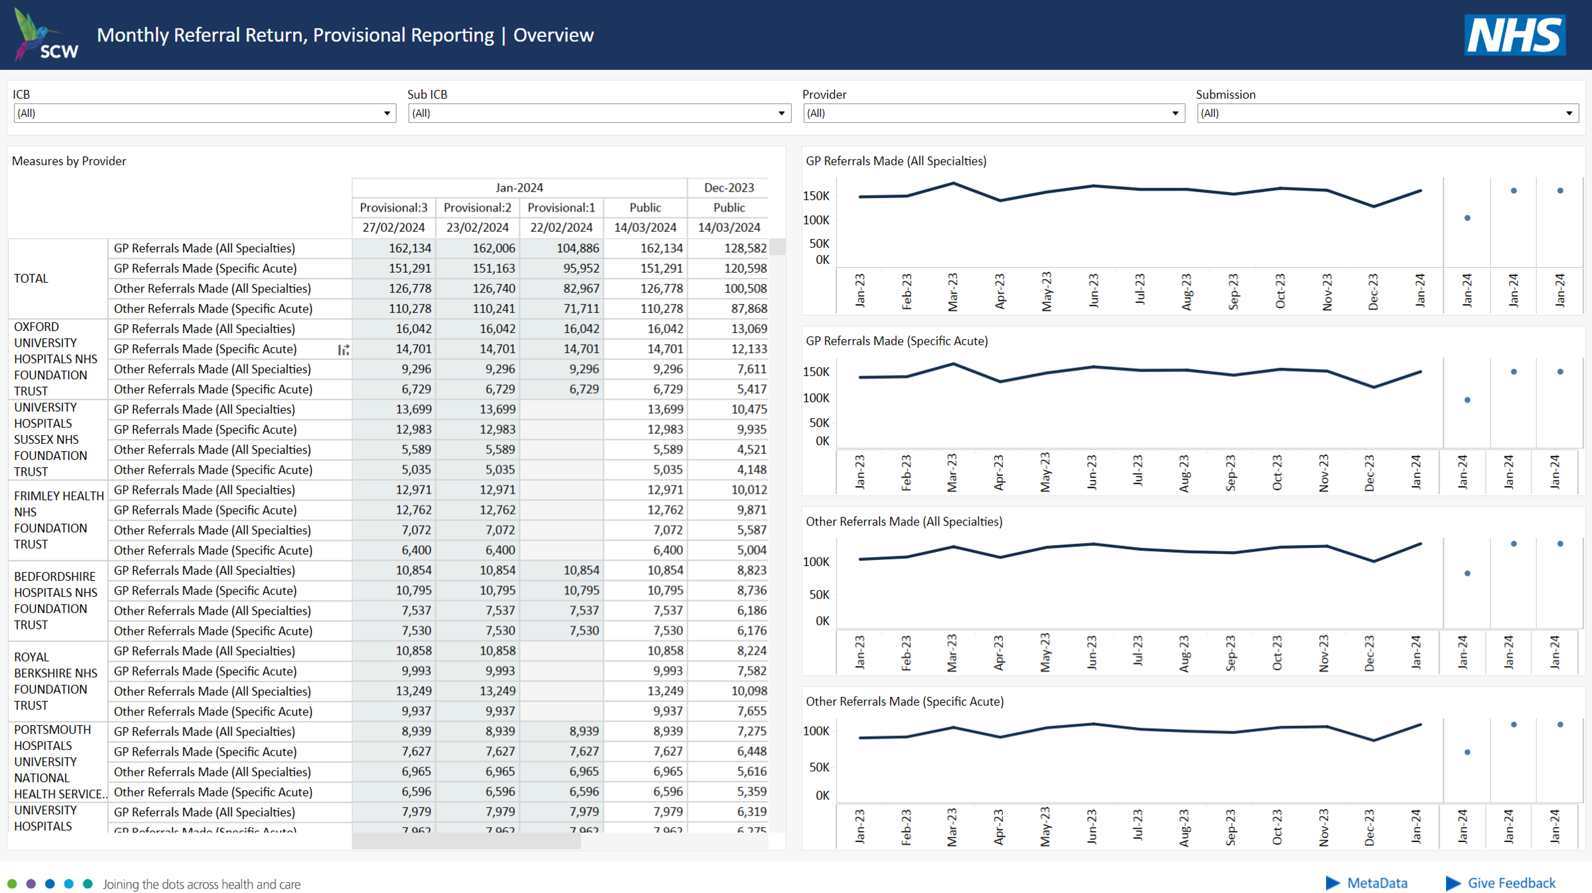 SCW
Monthly Referral Return, Provisional Reporting | Overview
NHS
ICB
(All)
Sub ICB
(All)
Provider
(All)
Submission
(All)
Measures by Provider
Jan-2024 Dec-2023
Provisional:3 Provisional:2 Provisional:1 Public Public
27/02/2024 23/02/2024 22/02/2024 14/03/2024 14/03/2024
TOTAL
GP Referrals Made (All Specialties) 162,134 162,006 104,886 162,134 128,582
GP Referrals Made (Specific Acute) 151,291 151,163 95,952 151,291 120,598
Other Referrals Made (All Specialties) 126,778 126,740 82,967 126,778 100,508
Other Referrals Made (Specific Acute) 110,278 110,241 71,711 110,278 87,868
OXFORD
UNIVERSITY
HOSPITALS NHS
FOUNDATION
TRUST
GP Referrals Made (All Specialties) 16,042 16,042 16,042 16,042 13,069
GP Referrals Made (Specific Acute) 14,701 14,701 14,701 14,701 12,133
Other Referrals Made (All Specialties) 9,296 9,296 9,296 9,296 7,611
Other Referrals Made (Specific Acute) 6,729 6,729 6,729 6,729 5,417
UNIVERSITY
HOSPITALS
SUSSEX NHS
FOUNDATION
TRUST
GP Referrals Made (All Specialties) 13,699 13,699 13,699 10,475
GP Referrals Made (Specific Acute) 12,983 12,983 12,983 9,935
Other Referrals Made (All Specialties) 5,589 5,589 5,589 4,521
Other Referrals Made (Specific Acute) 5,035 5,035 5,035 4,148
FRIMLEY HEALTH
NHS
FOUNDATION
TRUST
GP Referrals Made (All Specialties) 12,971 12,971 12,971 10,012
GP Referrals Made (Specific Acute) 12,762 12,762 12,762 9,871
Other Referrals Made (All Specialties) 7,072 7,072 7,072 5,587
Other Referrals Made (Specific Acute) 6,400 6,400 6,400 5,004
BEDFORDSHIRE
HOSPITALS NHS
FOUNDATION
TRUST
GP Referrals Made (All Specialties) 10,854 10,854 10,854 10,854 8,823
GP Referrals Made (Specific Acute) 10,795 10,795 10,795 10,795 8,736
Other Referrals Made (All Specialties) 7,537 7,537 7,537 7,537 6,186
Other Referrals Made (Specific Acute) 7,530 7,530 7,530 7,530 6,176
ROYAL
BERKSHIRE NHS
FOUNDATION
TRUST
GP Referrals Made (All Specialties) 10,858 10,858 10,858 8,224
GP Referrals Made (Specific Acute) 9,993 9,993 9,993 7,582
Other Referrals Made (All Specialties) 13,249 13,249 13,249 10,098
Other Referrals Made (Specific Acute) 9,937 9,937 9,937 7,655
PORTSMOUTH
HOSPITALS
UNIVERSITY
NATIONAL
HEALTH SERVICE..
GP Referrals Made (All Specialties) 8,939 8,939 8,939 8,939 7,275
GP Referrals Made (Specific Acute) 7,627 7,627 7,627 7,627 6,448
Other Referrals Made (All Specialties) 6,965 6,965 6,965 6,965 5,616
Other Referrals Made (Specific Acute) 6,596 6,596 6,596 6,596 5,359
UNIVERSITY
HOSPITALS
GP Referrals Made (All Specialties) 7,979 7,979 7,979 7,979 6,319
GP Referrals Made (Specific Acute) 7,962 7,962 7,962 7,962 6,275
GP Referrals Made (All Specialties)
150K
100K
50K
0K
Jan-23 Feb-23 Mar-23 Apr-23 May-23 Jun-23 Jul-23 Aug-23 Sep-23 Oct-23 Nov-23 Dec-23 Jan-24 Jan-24 Jan-24 Jan-24
GP Referrals Made (Specific Acute)
150K
100K
50K
0K
Jan-23 Feb-23 Mar-23 Apr-23 May-23 Jun-23 Jul-23 Aug-23 Sep-23 Oct-23 Nov-23 Dec-23 Jan-24 Jan-24 Jan-24 Jan-24
Other Referrals Made (All Specialties)
100K
50K
0K
Jan-23 Feb-23 Mar-23 Apr-23 May-23 Jun-23 Jul-23 Aug-23 Sep-23 Oct-23 Nov-23 Dec-23 Jan-24 Jan-24 Jan-24 Jan-24
Other Referrals Made (Specific Acute)
100K
50K
0K
Jan-23 Feb-23 Mar-23 Apr-23 May-23 Jun-23 Jul-23 Aug-23 Sep-23 Oct-23 Nov-23 Dec-23 Jan-24 Jan-24 Jan-24 Jan-24
Joining the dots across health and care
MetaData
Give Feedback